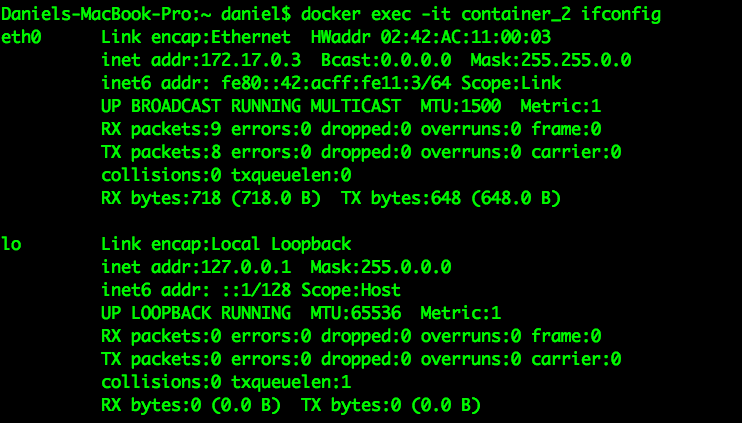 Daniels-MacBook-Pro:~ daniel$ docker exec -it container_2 ifconfig
eth0      Link encap:Ethernet  HWaddr 02:42:AC:11:00:03
          inet addr:172.17.0.3  Bcast:0.0.0.0  Mask:255.255.0.0
          inet6 addr: fe80::42:acff:fe11:3/64 Scope:Link
          UP BROADCAST RUNNING MULTICAST  MTU:1500  Metric:1
          RX packets:9 errors:0 dropped:0 overruns:0 frame:0
          TX packets:8 errors:0 dropped:0 overruns:0 carrier:0
          collisions:0 txqueuelen:0
          RX bytes:718 (718.0 B)  TX bytes:648 (648.0 B)

lo        Link encap:Local Loopback
          inet addr:127.0.0.1  Mask:255.0.0.0
          inet6 addr: ::1/128 Scope:Host
          UP LOOPBACK RUNNING  MTU:65536  Metric:1
          RX packets:0 errors:0 dropped:0 overruns:0 frame:0
          TX packets:0 errors:0 dropped:0 overruns:0 carrier:0
          collisions:0 txqueuelen:1
          RX bytes:0 (0.0 B)  TX bytes:0 (0.0 B)